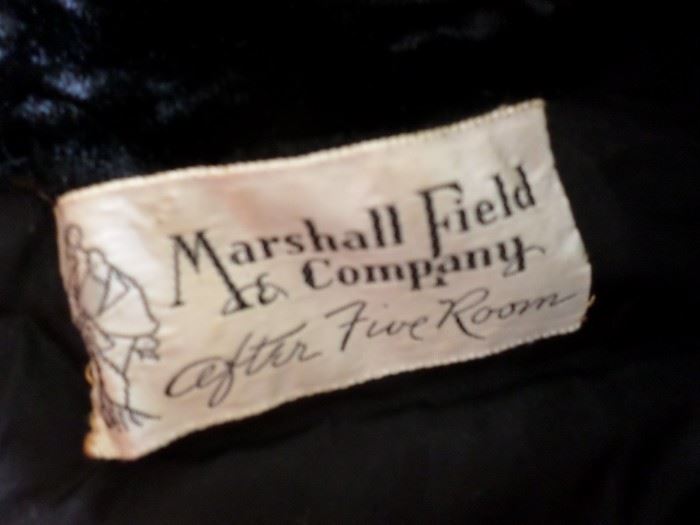 Marshall Field
& Company
After Five Room